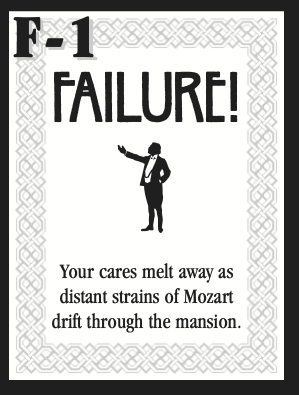 F-1
FAILURE!
Your cares melt away as
distant strains of Mozart
drift through the mansion.